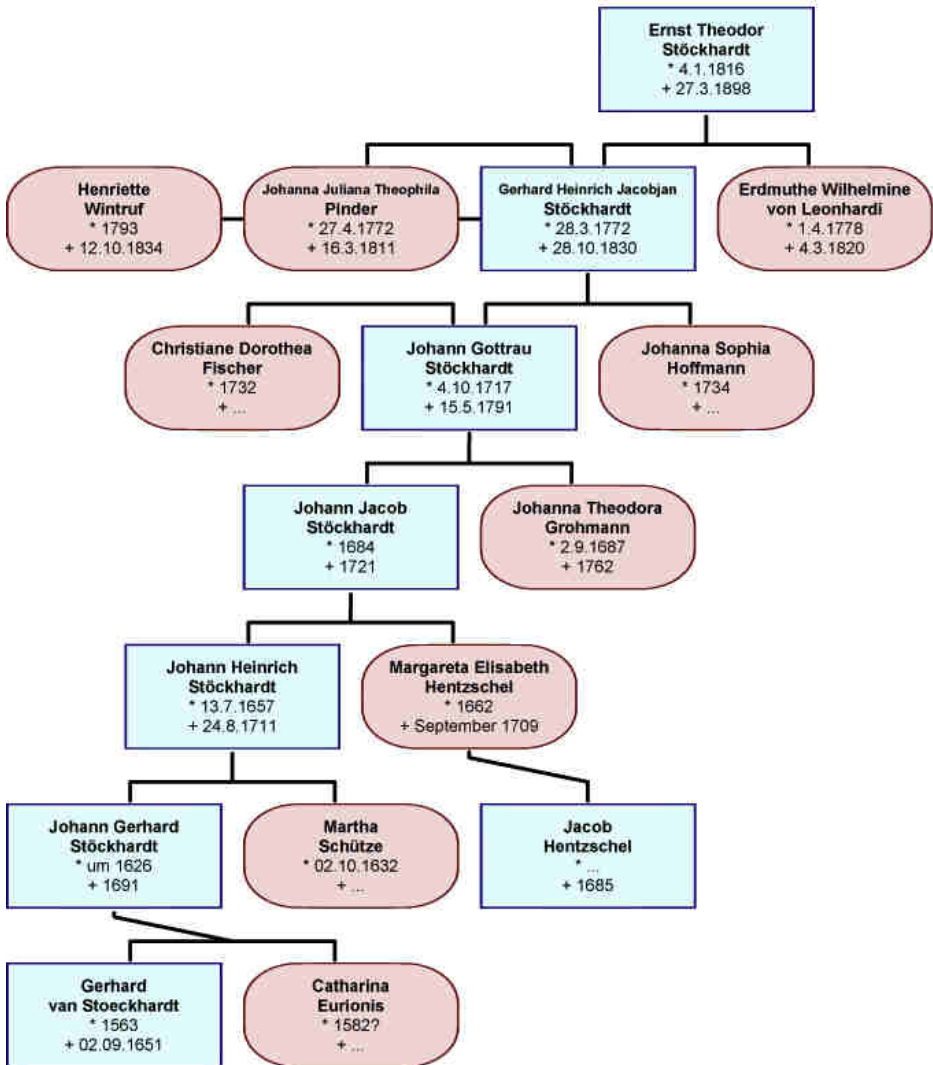 Ernst Theodor
Stöckhardt
* 4.1.1816
+ 27.3.1898
Henriette
Wintruf
* 1793
+ 12.10.1834
Johanna Juliana Theophila
Pinder
* 27.4.1772
+ 16.3.1811
Gerhard Heinrich Jacobjan
Stöckhardt
* 28.3.1772
+ 28.10.1830
Erdmuthe Wilhelmine
von Leonhardi
* 1.4.1778
+ 4.3.1820
Christiane Dorothea
Fischer
* 1732
+ ...
Johann Gottrau
Stöckhardt
* 4.10.1717
+ 15.5.1791
Johanna Sophia
Hoffmann
* 1734
+ ...
Johann Jacob
Stöckhardt
* 1684
+ 1721
Johanna Theodora
Grohmann
* 2.9.1687
+ 1762
Johann Heinrich
Stöckhardt
* 13.7.1657
+ 24.8.1711
Margareta Elisabeth
Hentzschel
* 1662
+ September 1709
Johann Gerhard
Stöckhardt
* um 1626
+ 1691
Martha
Schütze
* 02.10.1632
+ ...
Jacob
Hentzschel
* ...
+ 1685
Gerhard
van Stoeckhardt
* 1563
+ 02.09.1651
Catharina
Eurionis
* 1582?
+ ...